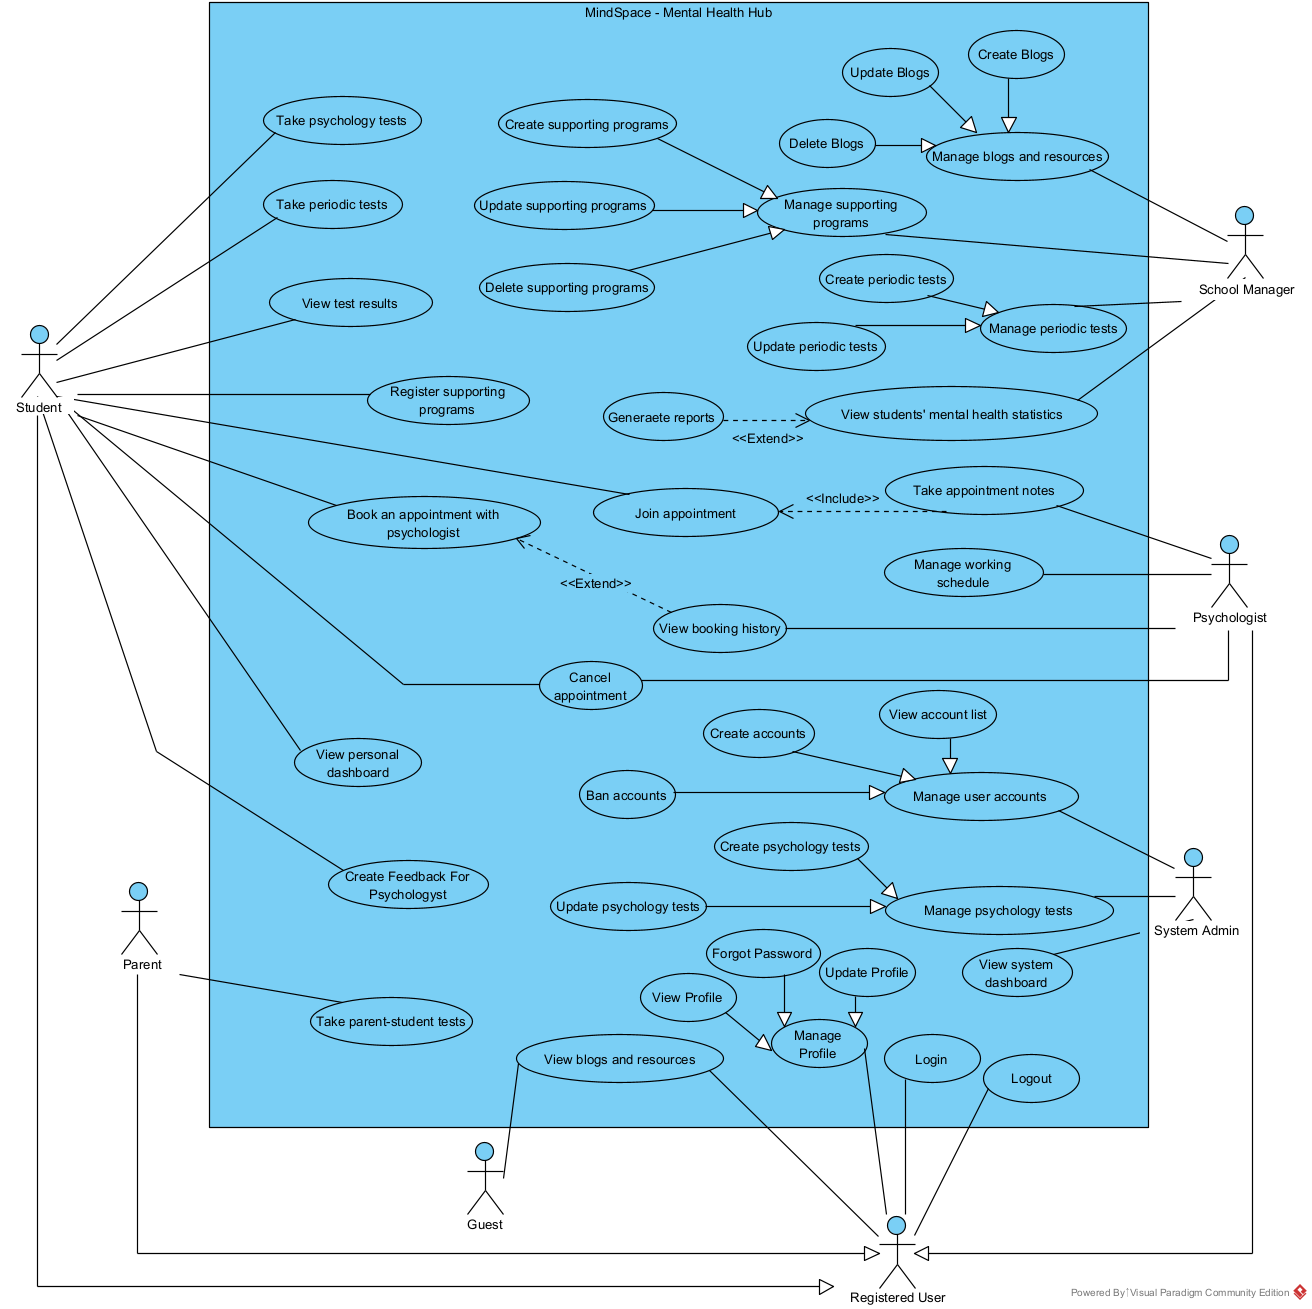 MindSpace - Mental Health Hub
Create Blogs
Update Blogs
Take psychology tests
Create supporting programs
Delete Blogs
Manage blogs and resources
Take periodic tests
Update supporting programs
Manage supporting
programs
School Manager
Create periodic tests
Delete supporting programs
View test results
Manage periodic tests
Update periodic tests
Student
Register supporting
programs
Generaete reports
<<Extend>>
View students' mental health statistics
Take appointment notes
<<Include>>
Join appointment
Book an appointment with
psychologist
Manage working
schedule
<<Extend>>
Psychologist
View booking history
Cancel
appointment
View account list
Create accounts
View personal
dashboard
Ban accounts
Manage user accounts
Create psychology tests
Create Feedback For
Psychologyst
Update psychology tests
Manage psychology tests
System Admin
Forgot Password
Parent
Update Profile
View system
dashboard
View Profile
Take parent-student tests
Manage
Profile
View blogs and resources
Login
Logout
Guest
Registered User
Powered By Visual Paradigm Community Edition